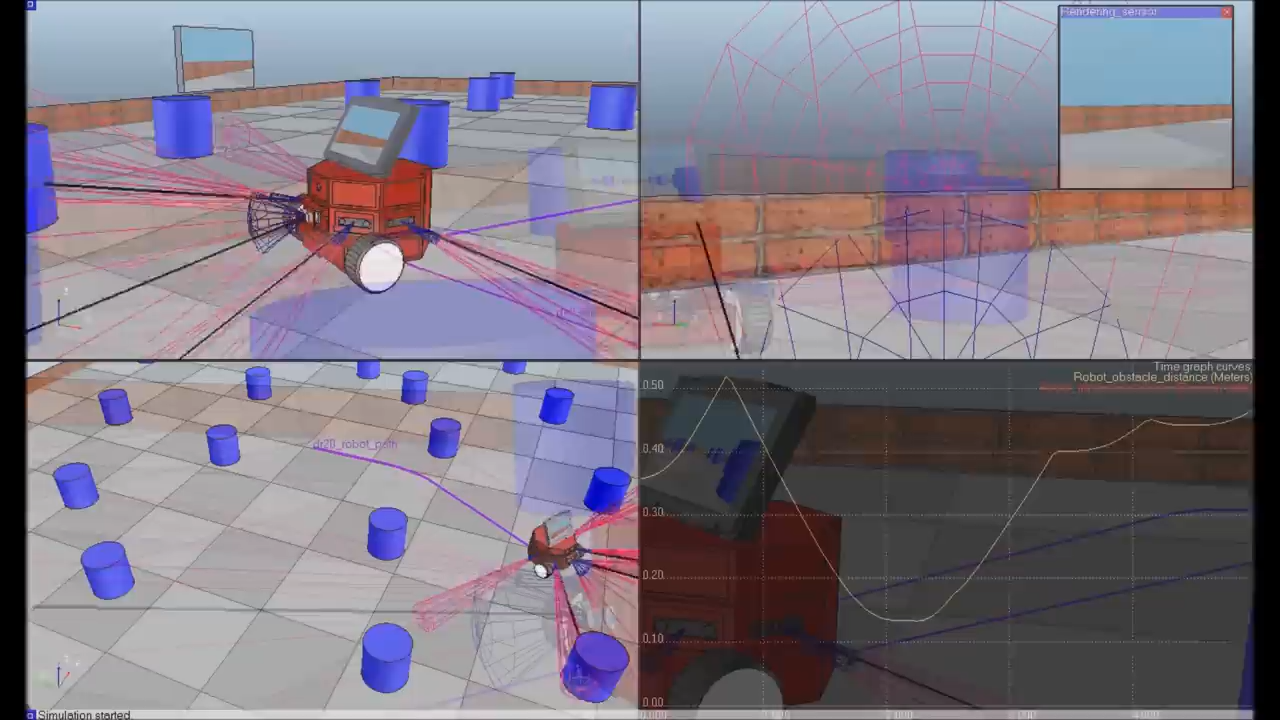 Rendering_sensor
dr20_robot_path
Time graph curves
Robot_obstacle_distance (Meters)
0.50
0.40
0.30
0.20
0.10
0.00
Simulation started.